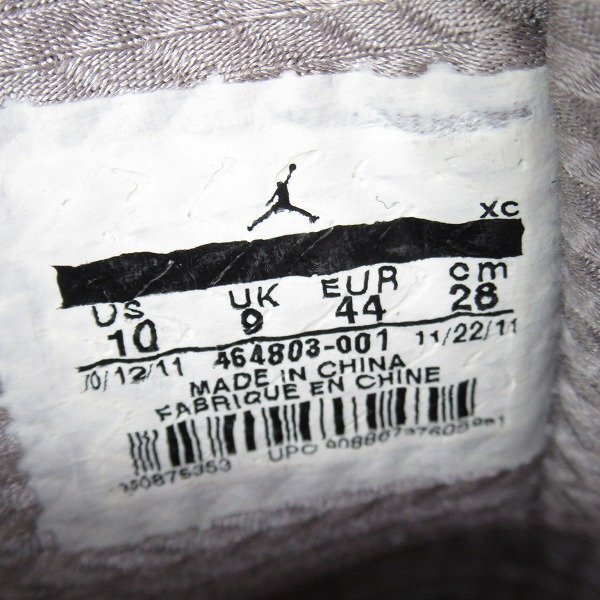 XC
US UK EUR cm
10 9 44 28
10/12/11 464803-001 11/22/11
MADE IN CHINA
FABRIQUE EN CHINE
UPC